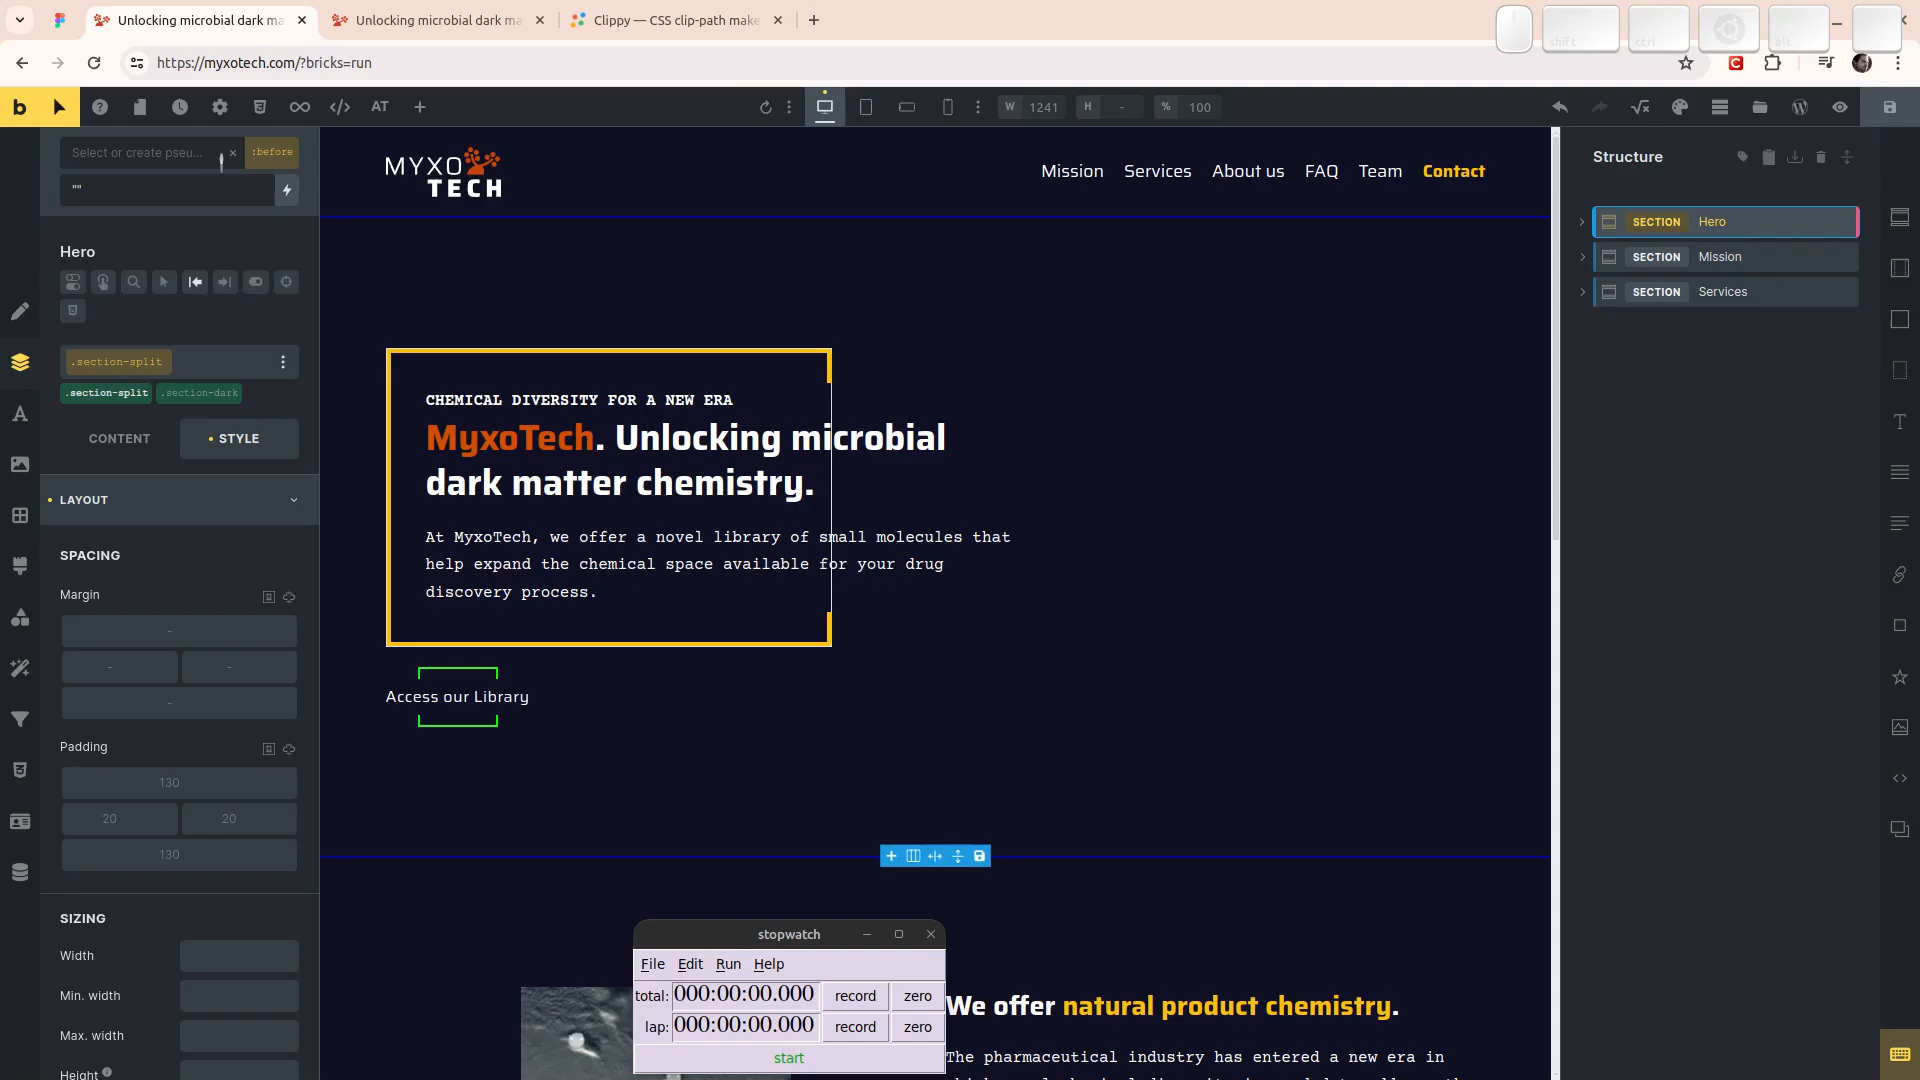 Unlocking microbial dark ma
Unlocking microbial dark ma
Clippy — CSS clip-path make
shift
ctrl
alt
https://myxotech.com/?bricks=run
b
AT
W 1241
H -
% 100
Select or create pseu...
:before
""
Hero
.section-split
.section-split
.section-dark
CONTENT
STYLE
LAYOUT
SPACING
Margin
-
- -
-
Padding
130
20 20
130
SIZING
Width
Min. width
Max. width
Height
MYXO
TECH
Mission
Services
About us
FAQ
Team
Contact
CHEMICAL DIVERSITY FOR A NEW ERA
MyxoTech. Unlocking microbial
dark matter chemistry.
At MyxoTech, we offer a novel library of small molecules that
help expand the chemical space available for your drug
discovery process.
Access our Library
stopwatch
File Edit Run Help
total: 000:00:00.000 record zero
lap: 000:00:00.000 record zero
start
We offer natural product chemistry.
The pharmaceutical industry has entered a new era in
Structure
SECTION Hero
SECTION Mission
SECTION Services